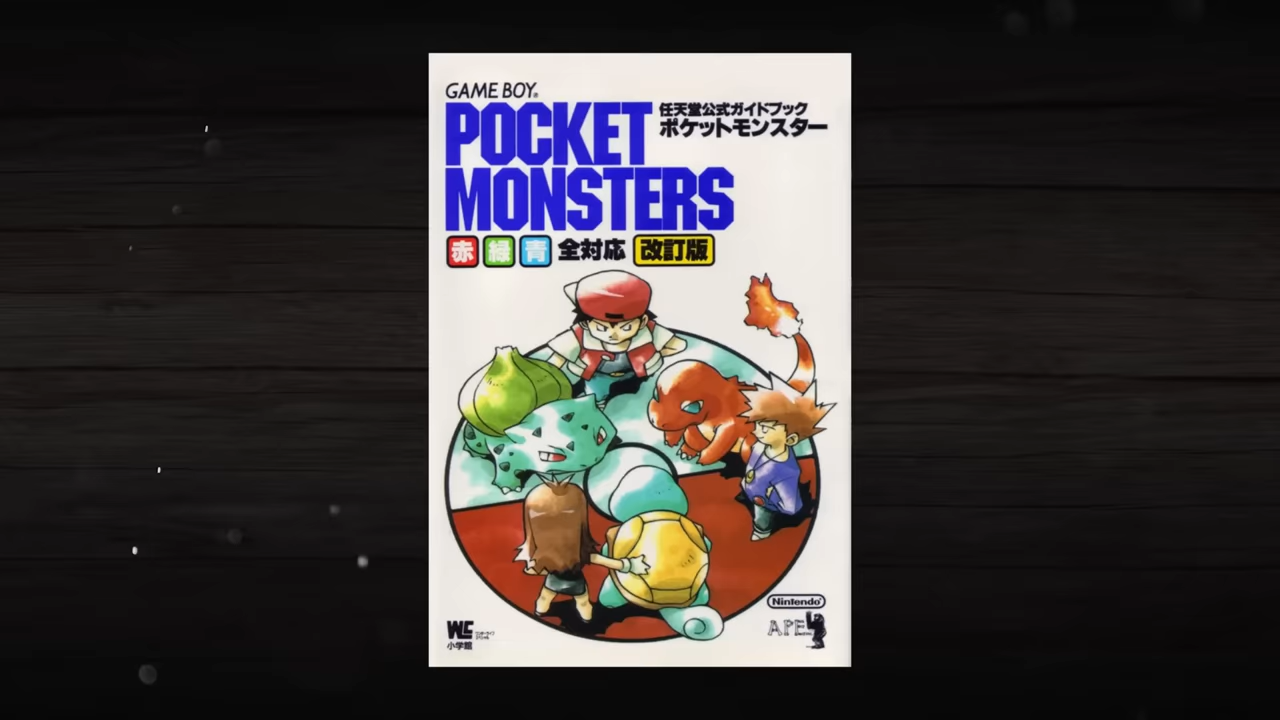 GAME BOY®
POCKET
MONSTERS
任天堂公式ガイドブック
ポケットモンスター
赤 緑 青 全対応 改訂版
Nintendo®
APE
WLC
小学館